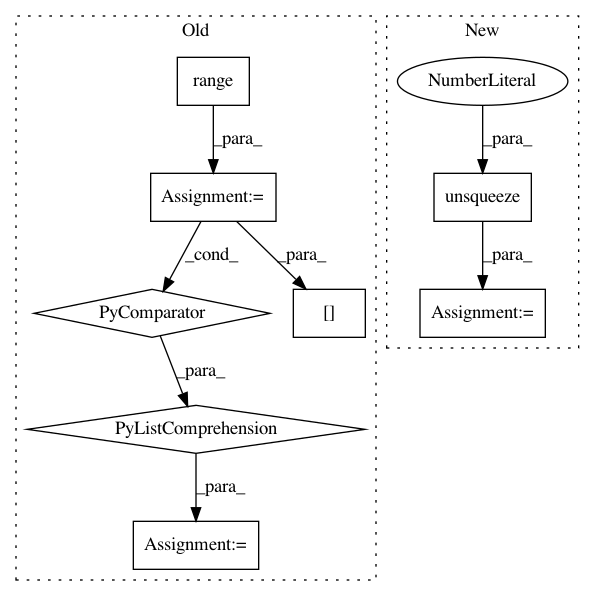 Old
New
range
NumberLiteral
_para_
_para_
Assignment:=
unsqueeze
_cond_
_para_
_para_
PyComparator
[]
Assignment:=
_para_
PyListComprehension
_para_
Assignment:=